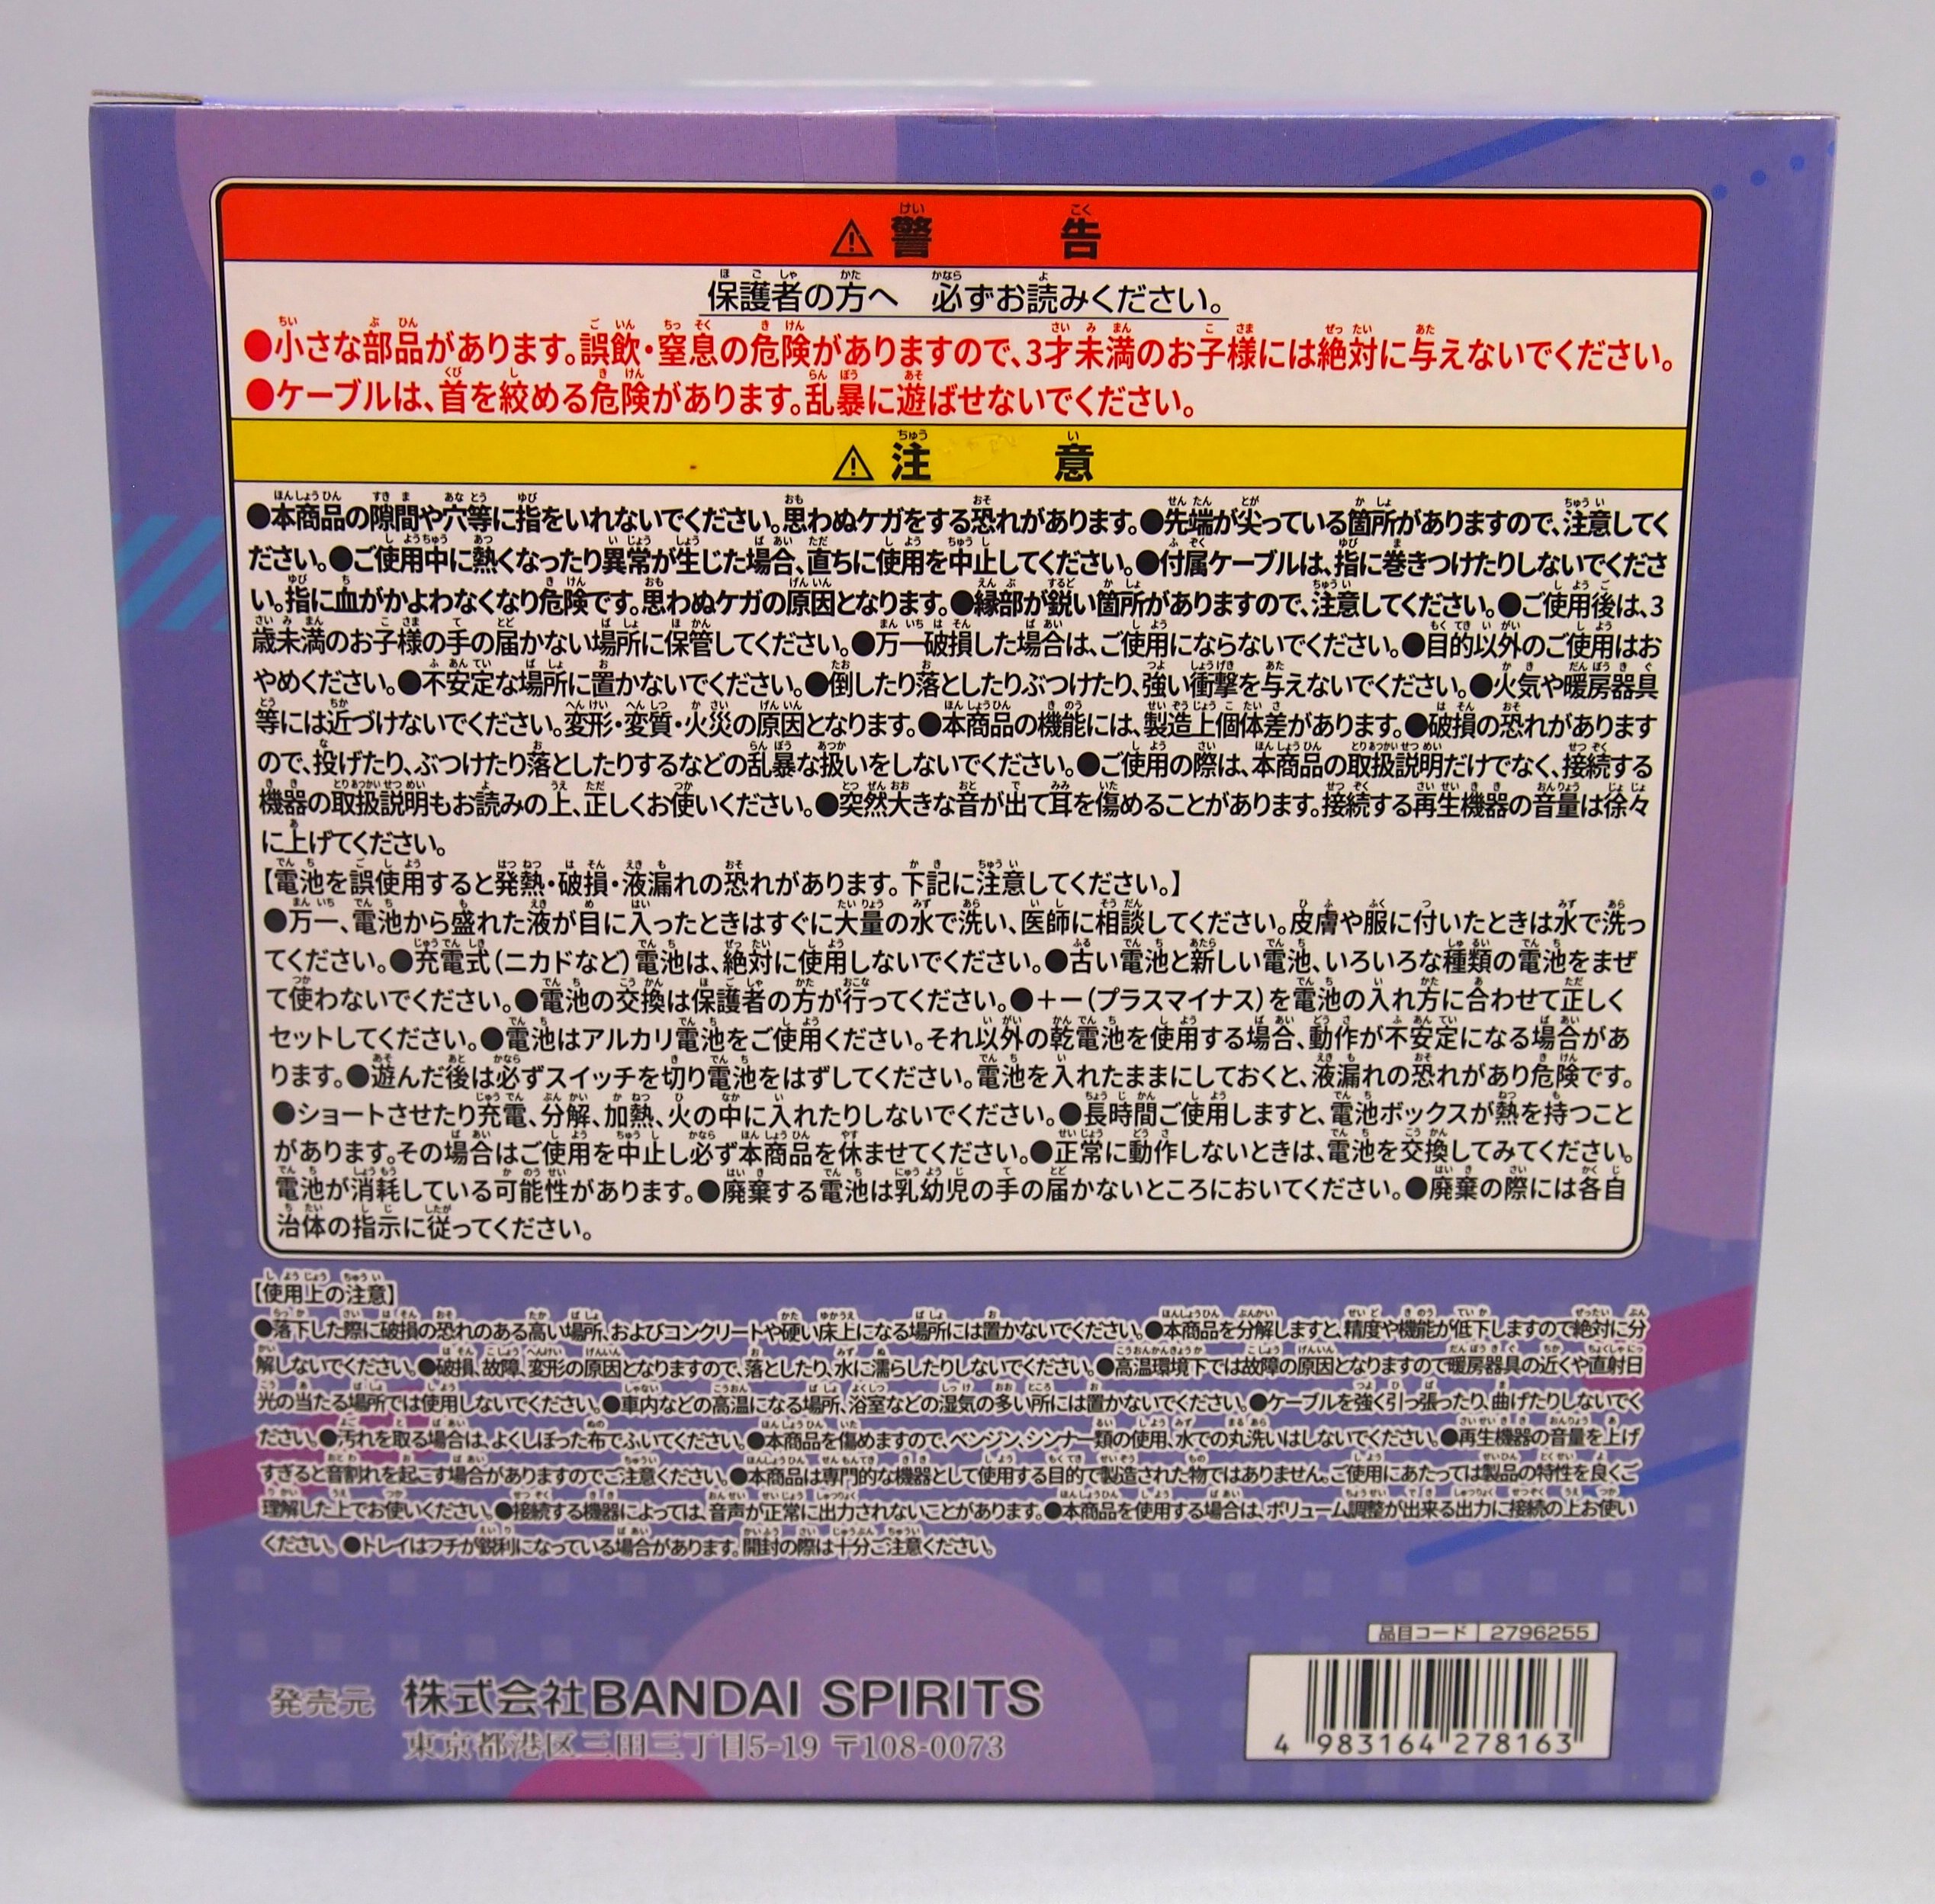 ⚠警告
保護者の方へ 必ずお読みください。
●小さな部品があります。誤飲・窒息の危険がありますので、3才未満のお子様には絶対に与えないでください。
●ケーブルは、首を絞める危険があります。乱暴に遊ばせないでください。
⚠注意
●本商品の隙間や穴等に指をいれないでください。思わぬケガをする恐れがあります。●先端が尖っている箇所がありますので、注意してく
ださい。●ご使用中に熱くなったり異常が生じた場合、直ちに使用を中止してください。●付属ケーブルは、指に巻きつけたりしないでくださ
い。指に血がかよわなくなり危険です。思わぬケガの原因となります。●縁部が鋭い箇所がありますので、注意してください。●ご使用後は、3
歳未満のお子様の手の届かない場所に保管してください。●万一破損した場合は、ご使用にならないでください。●目的以外のご使用はお
やめください。●不安定な場所に置かないでください。●倒したり落としたりぶつけたり、強い衝撃を与えないでください。●火気や暖房器具
等には近づけないでください。変形・変質・火災の原因となります。●本商品の機能には、製造上個体差があります。●破損の恐れがあります
ので、投げたり、ぶつけたり落としたりするなどの乱暴な扱いをしないでください。●ご使用の際は、本商品の取扱説明だけでなく、接続する
機器の取扱説明もお読みの上、正しくお使いください。●突然大きな音が出て耳を傷めることがあります。接続する再生機器の音量は徐々
に上げてください。
【電池を誤使用すると発熱・破損・液漏れの恐れがあります。下記に注意してください。】
●万一、電池から盛れた液が目に入ったときはすぐに大量の水で洗い、医師に相談してください。皮膚や服に付いたときは水で洗っ
てください。●充電式(ニカドなど)電池は、絶対に使用しないでください。●古い電池と新しい電池、いろいろな種類の電池をまぜ
て使わないでください。●電池の交換は保護者の方が行ってください。●+ー(プラスマイナス)を電池の入れ方に合わせて正しく
セットしてください。●電池はアルカリ電池をご使用ください。それ以外の乾電池を使用する場合、動作が不安定になる場合があ
ります。●遊んだ後は必ずスイッチを切り電池をはずしてください。電池を入れたままにしておくと、液漏れの恐れがあり危険です。
●ショートさせたり充電、分解、加熱、火の中に入れたりしないでください。●長時間ご使用しますと、電池ボックスが熱を持つこと
があります。その場合はご使用を中止し必ず本商品を休ませてください。●正常に動作しないときは、電池を交換してみてください。
電池が消耗している可能性があります。●廃棄する電池は乳幼児の手の届かないところにおいてください。●廃棄の際には各自
治体の指示に従ってください。
【使用上の注意】
●落下した際に破損の恐れのある高い場所、およびコンクリートや硬い床上になる場所には置かないでください。●本商品を分解しますと、精度や機能が低下しますので絶対に分
解しないでください。●破損、故障、変形の原因となりますので、落としたり、水に濡らしたりしないでください。●高温環境下では故障の原因となりますので暖房器具の近くや直射日
光の当たる場所では使用しないでください。●車内などの高温になる場所、浴室などの湿気の多い所には置かないでください。●ケーブルを強く引っ張ったり、曲げたりしないでく
ださい。●汚れを取る場合は、よくしぼった布でふいてください。●本商品を傷めますので、ベンジン、シンナー類の使用、水での丸洗いはしないでください。●再生機器の音量を上げ
すぎると音割れを起こす場合がありますのでご注意ください。●本商品は専門的な機器として使用する目的で製造された物ではありません。ご使用にあたっては製品の特性を良くご
理解した上でお使いください。●接続する機器によっては、音声が正常に出力されないことがあります。●本商品を使用する場合は、ボリューム調整が出来る出力に接続の上お使い
ください。●トレイはフチが鋭利になっている場合があります。開封の際は十分ご注意ください。
品目コード 2796255
発売元 株式会社BANDAI SPIRITS
東京都港区三田三丁目5-19 〒108-0073
4 983164 278163